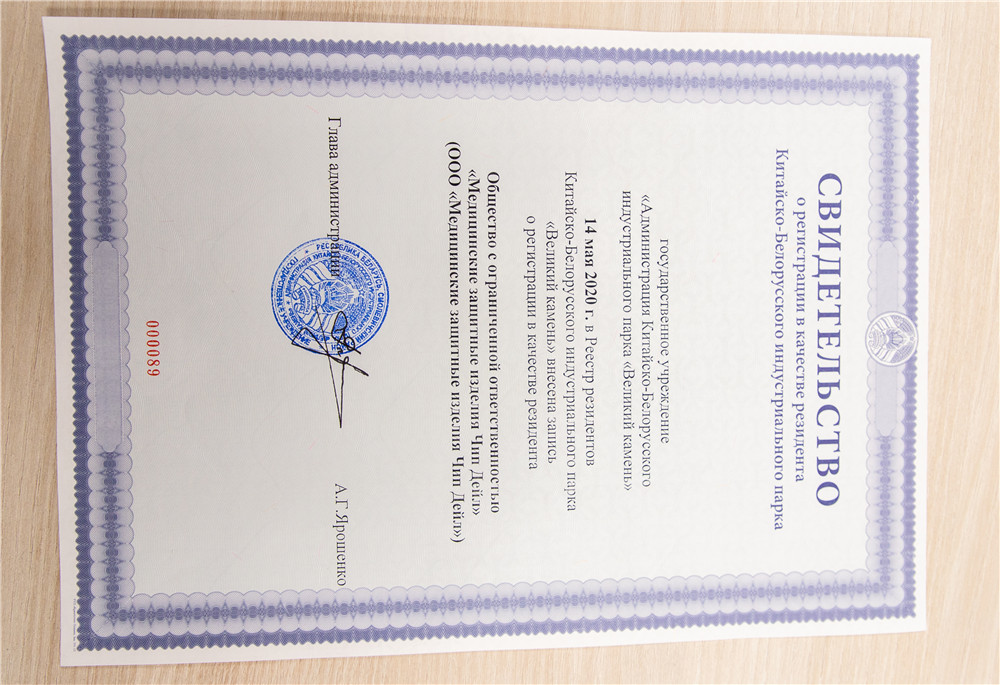 СВИДЕТЕЛЬСТВО
о регистрации в качестве резидента
Китайско-Белорусского индустриального парка
государственное учреждение
«Администрация Китайско-Белорусского
индустриального парка «Великий камень»
14 мая 2020 г. в Реестр резидентов
Китайско-Белорусского индустриального парка
«Великий камень» внесена запись
о регистрации в качестве резидента
Общество с ограниченной ответственностью
«Медицинские защитные изделия Чип Дейл»
(ООО «Медицинские защитные изделия Чип Дейл»)
Глава администрации
А.Г.Ярошенко
РЕСПУБЛИКА БЕЛАРУСЬ
000089